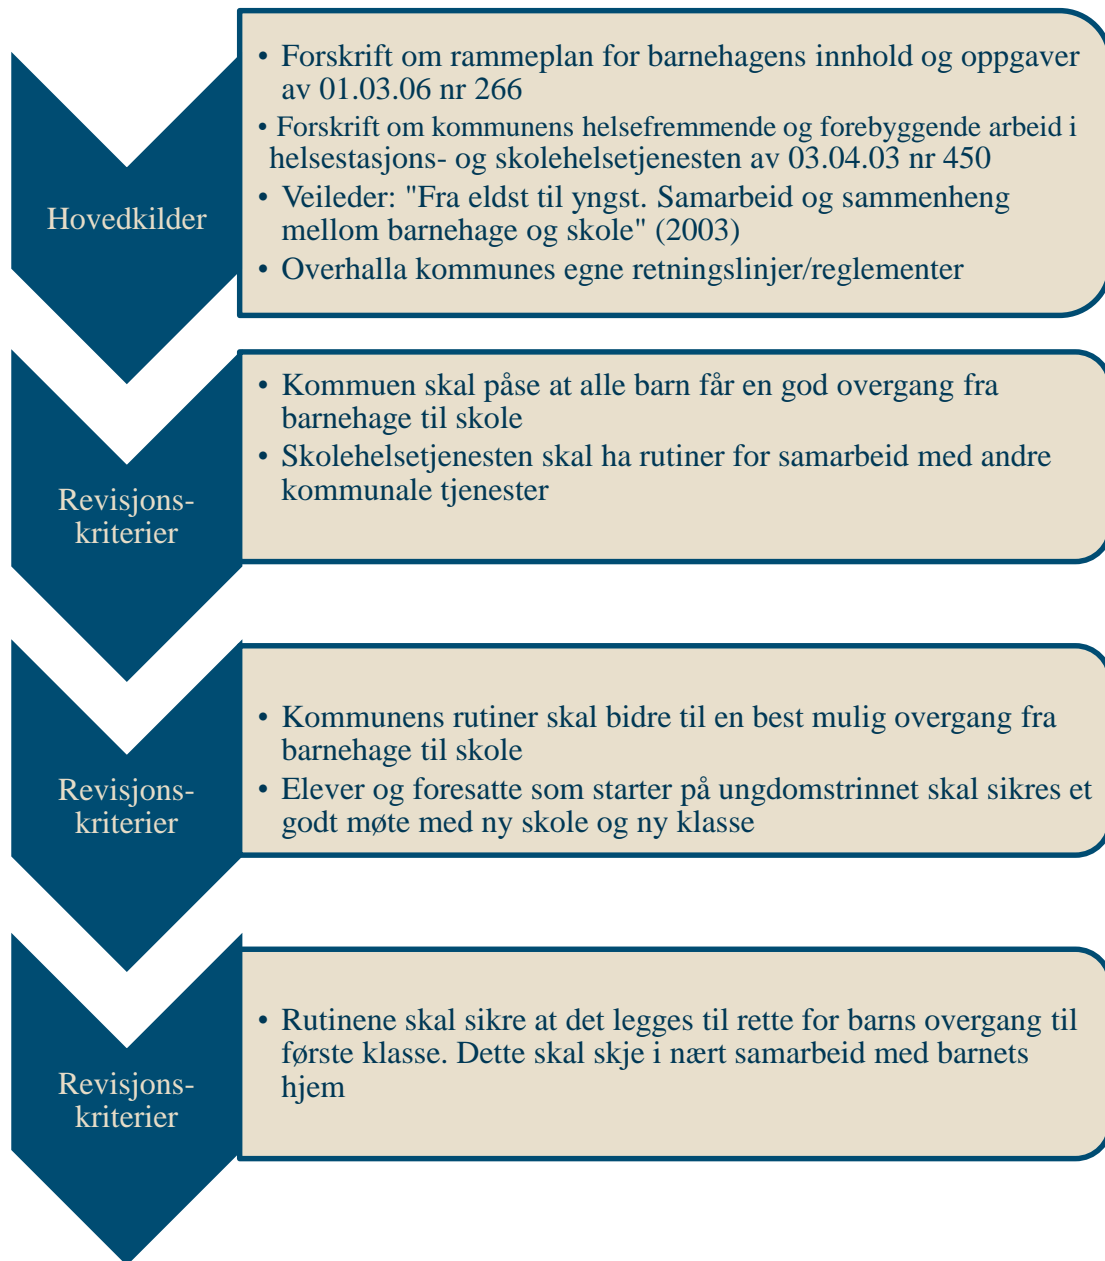 Hovedkilder
• Forskrift om rammeplan for barnehagens innhold og oppgaver
av 01.03.06 nr 266
• Forskrift om kommunens helsefremmende og forebyggende arbeid i
helsestasjons- og skolehelsetjenesten av 03.04.03 nr 450
• Veileder: "Fra eldst til yngst. Samarbeid og sammenheng
mellom barnehage og skole" (2003)
• Overhalla kommunes egne retningslinjer/reglementer
Revisjons-
kriterier
• Kommuen skal påse at alle barn får en god overgang fra
barnehage til skole
• Skolehelsetjenesten skal ha rutiner for samarbeid med andre
kommunale tjenester
Revisjons-
kriterier
• Kommunens rutiner skal bidre til en best mulig overgang fra
barnehage til skole
• Elever og foresatte som starter på ungdomstrinnet skal sikres et
godt møte med ny skole og ny klasse
Revisjons-
kriterier
• Rutinene skal sikre at det legges til rette for barns overgang til
første klasse. Dette skal skje i nært samarbeid med barnets
hjem